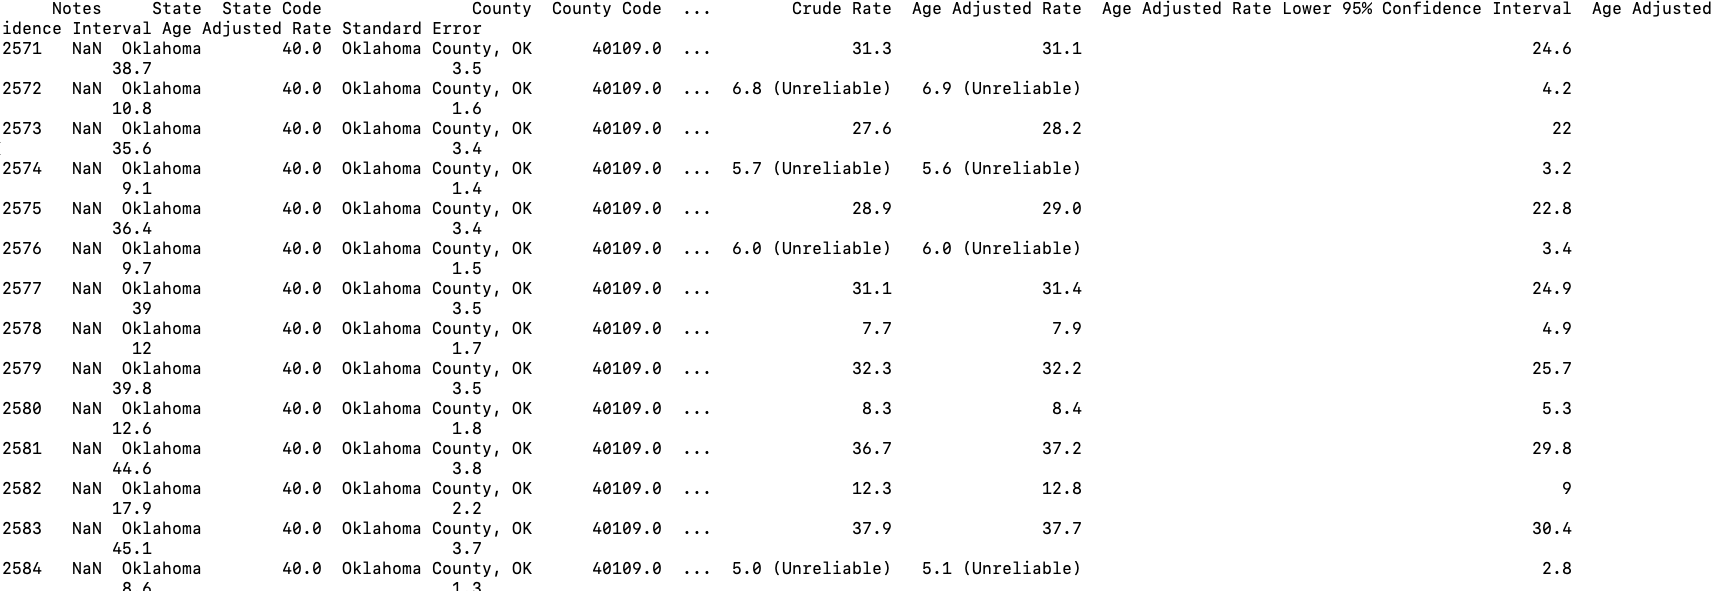 Notes State State Code County County Code ... Crude Rate Age Adjusted Rate Age Adjusted Rate Lower 95% Confidence Interval Age Adjusted
idence Interval Age Adjusted Rate Standard Error
2571 NaN Oklahoma 40.0 Oklahoma County, OK 40109.0 ... 31.3 31.1 24.6
38.7 3.5
2572 NaN Oklahoma 40.0 Oklahoma County, OK 40109.0 ... 6.8 (Unreliable) 6.9 (Unreliable) 4.2
10.8 1.6
2573 NaN Oklahoma 40.0 Oklahoma County, OK 40109.0 ... 27.6 28.2 22
35.6 3.4
2574 NaN Oklahoma 40.0 Oklahoma County, OK 40109.0 ... 5.7 (Unreliable) 5.6 (Unreliable) 3.2
9.1 1.4
2575 NaN Oklahoma 40.0 Oklahoma County, OK 40109.0 ... 28.9 29.0 22.8
36.4 3.4
2576 NaN Oklahoma 40.0 Oklahoma County, OK 40109.0 ... 6.0 (Unreliable) 6.0 (Unreliable) 3.4
9.7 1.5
2577 NaN Oklahoma 40.0 Oklahoma County, OK 40109.0 ... 31.1 31.4 24.9
39 3.5
2578 NaN Oklahoma 40.0 Oklahoma County, OK 40109.0 ... 7.7 7.9 4.9
12 1.7
2579 NaN Oklahoma 40.0 Oklahoma County, OK 40109.0 ... 32.3 32.2 25.7
39.8 3.5
2580 NaN Oklahoma 40.0 Oklahoma County, OK 40109.0 ... 8.3 8.4 5.3
12.6 1.8
2581 NaN Oklahoma 40.0 Oklahoma County, OK 40109.0 ... 36.7 37.2 29.8
44.6 3.8
2582 NaN Oklahoma 40.0 Oklahoma County, OK 40109.0 ... 12.3 12.8 9
17.9 2.2
2583 NaN Oklahoma 40.0 Oklahoma County, OK 40109.0 ... 37.9 37.7 30.4
45.1 3.7
2584 NaN Oklahoma 40.0 Oklahoma County, OK 40109.0 ... 5.0 (Unreliable) 5.1 (Unreliable) 2.8
8.6 1.3